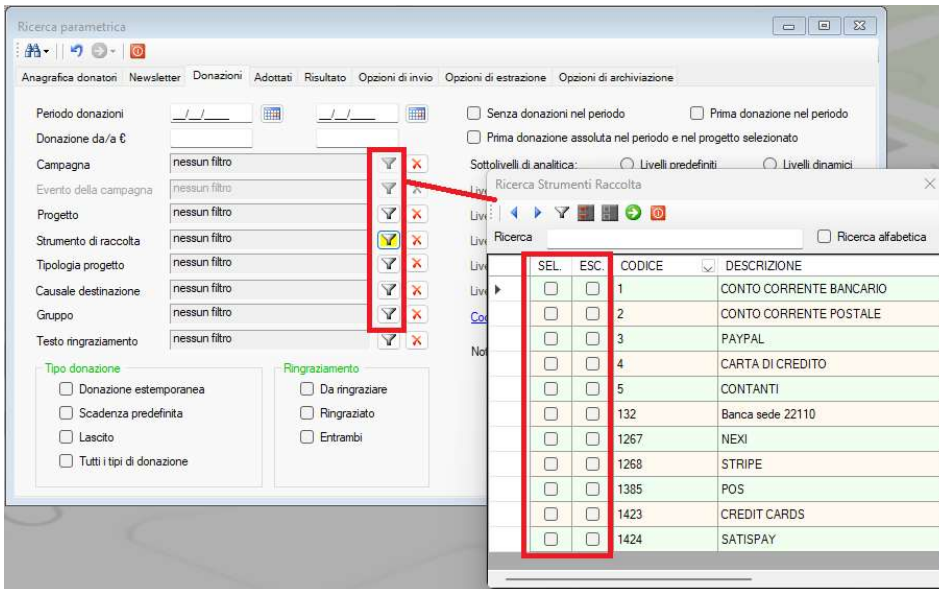 Ricerca parametrica
Anagrafica donatori Newsletter Donazioni Adottati Risultato Opzioni di invio Opzioni di estrazione Opzioni di archiviazione
Periodo donazioni __/__/____ __/__/____ Senza donazioni nel periodo Prima donazione nel periodo
Donazione da/a € Prima donazione assoluta nel periodo e nel progetto selezionato
Campagna nessun filtro Sottolivelli di analitica: Livelli predefiniti Livelli dinamici
Evento della campagna nessun filtro
Progetto nessun filtro
Strumento di raccolta nessun filtro
Tipologia progetto nessun filtro
Causale destinazione nessun filtro
Gruppo nessun filtro
Testo ringraziamento nessun filtro
Tipo donazione
Donazione estemporanea
Scadenza predefinita
Lascito
Tutti i tipi di donazione
Ringraziamento
Da ringraziare
Ringraziato
Entrambi
Ricerca Strumenti Raccolta
Ricerca Ricerca alfabetica
SEL. ESC. CODICE DESCRIZIONE
1 CONTO CORRENTE BANCARIO
2 CONTO CORRENTE POSTALE
3 PAYPAL
4 CARTA DI CREDITO
5 CONTANTI
132 Banca sede 22110
1267 NEXI
1268 STRIPE
1385 POS
1423 CREDIT CARDS
1424 SATISPAY